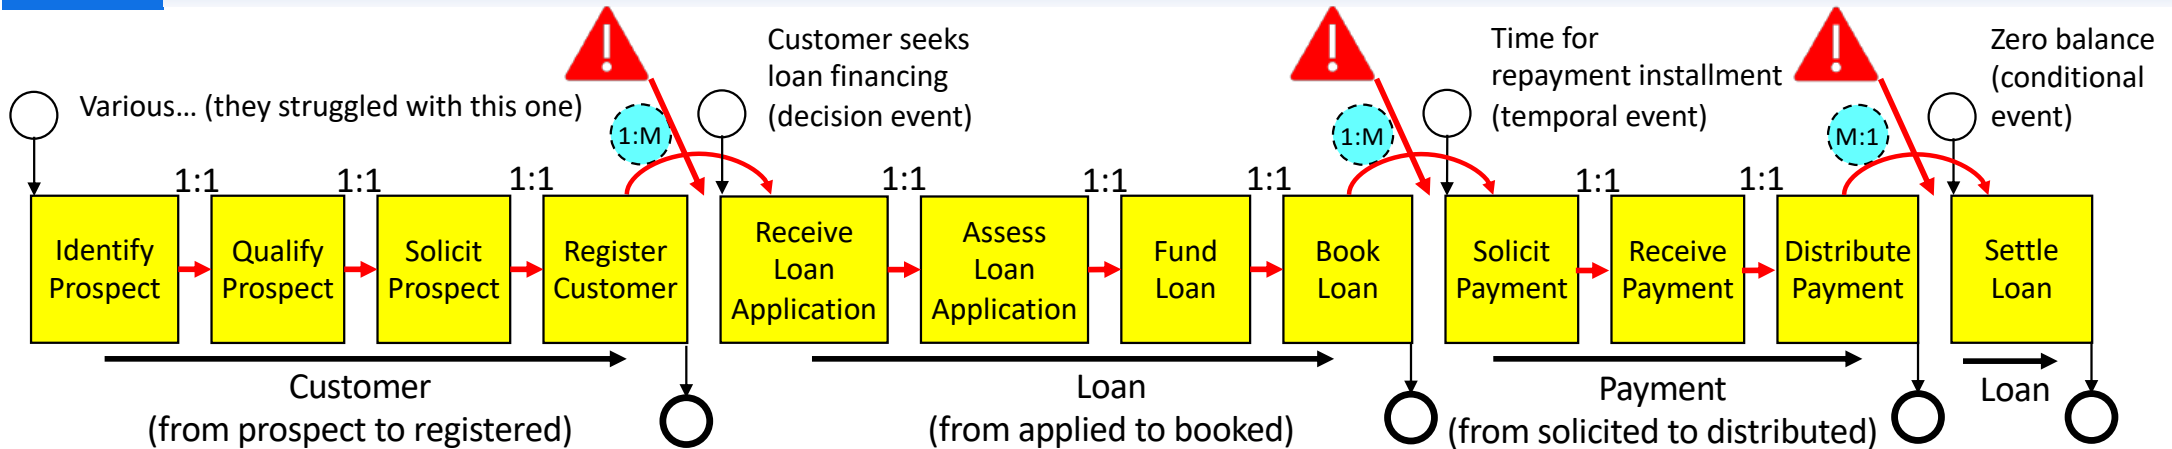 Various... (they struggled with this one)
1:M
Customer seeks
loan financing
(decision event)
1:M
Time for
repayment installment
(temporal event)
M:1
Zero balance
(conditional
event)
1:1
1:1
1:1
1:1
1:1
1:1
1:1
1:1
Identify
Prospect
Qualify
Prospect
Solicit
Prospect
Register
Customer
Receive
Loan
Application
Assess
Loan
Application
Fund
Loan
Book
Loan
Solicit
Payment
Receive
Payment
Distribute
Payment
Settle
Loan
Customer
(from prospect to registered)
Loan
(from applied to booked)
Payment
(from solicited to distributed)
Loan